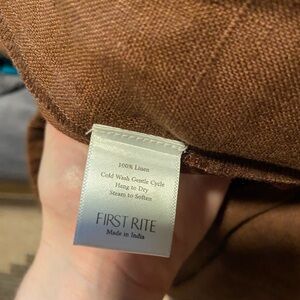 100% Linen
Cold Wash Gentle Cycle
Hang to Dry
Steam to Soften
FIRST RITE
Made in India